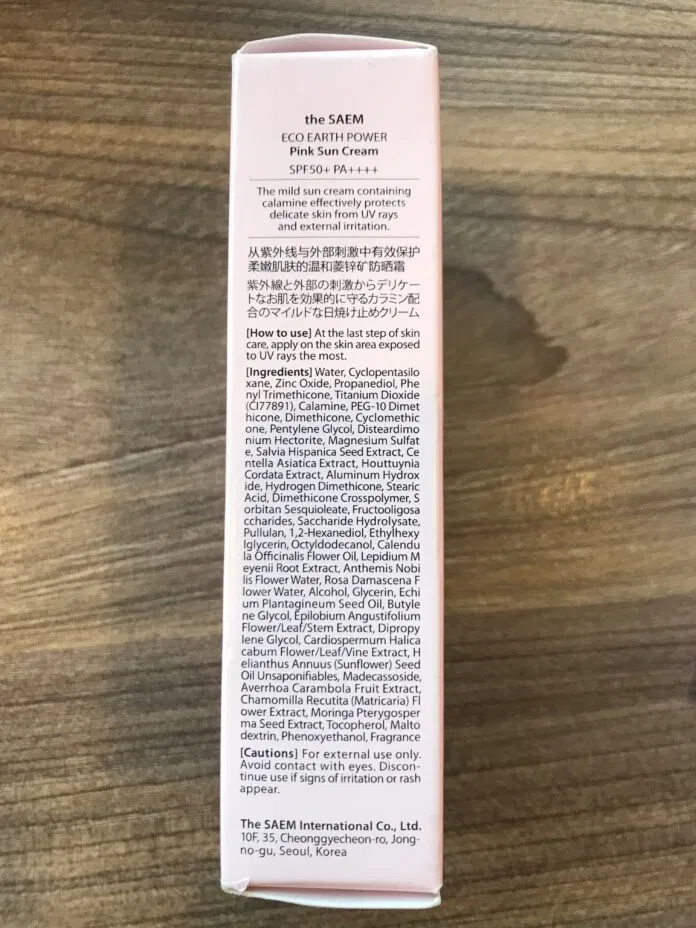 the SAEM
ECO EARTH POWER
Pink Sun Cream
SPF50+ PA++++
The mild sun cream containing
calamine effectively protects
delicate skin from UV rays
and external irritation.
从紫外线与外部刺激中有效保护
柔嫩肌肤的温和菱锌矿防晒霜
紫外線と外部の刺激からデリケー
トなお肌を効果的に守るカラミン配
合のマイルドな日焼け止めクリーム
[How to use] At the last step of skin
care, apply on the skin area exposed
to UV rays the most.
[Ingredients] Water, Cyclopentasilo
xane, Zinc Oxide, Propanediol, Phe
nyl Trimethicone, Titanium Dioxide
(CI77891), Calamine, PEG-10 Dimet
hicone, Dimethicone, Cyclomethic
one, Pentylene Glycol, Disteardimo
nium Hectorite, Magnesium Sulfat
e, Salvia Hispanica Seed Extract, Ce
ntella Asiatica Extract, Houttuynia
Cordata Extract, Aluminum Hydrox
ide, Hydrogen Dimethicone, Stearic
Acid, Dimethicone Crosspolymer, S
orbitan Sesquioleate, Fructooligosa
ccharides, Saccharide Hydrolysate,
Pullulan, 1,2-Hexanediol, Ethylhexy
lglycerin, Octyldodecanol, Calendu
la Officinalis Flower Oil, Lepidium M
eyenii Root Extract, Anthemis Nobi
lis Flower Water, Rosa Damascena F
lower Water, Alcohol, Glycerin, Echi
um Plantagineum Seed Oil, Butyle
ne Glycol, Epilobium Angustifolium
Flower/Leaf/Stem Extract, Dipropy
lene Glycol, Cardiospermum Halica
cabum Flower/Leaf/Vine Extract, H
elianthus Annuus (Sunflower) Seed
Oil Unsaponifiables, Madecassoside,
Averrhoa Carambola Fruit Extract,
Chamomilla Recutita (Matricaria) Fl
ower Extract, Moringa Pterygosper
ma Seed Extract, Tocopherol, Malto
dextrin, Phenoxyethanol, Fragrance
[Cautions] For external use only.
Avoid contact with eyes. Discon-
tinue use if signs of irritation or rash
appear.
The SAEM International Co., Ltd.
10F, 35, Cheonggyecheon-ro, Jong-
no-gu, Seoul, Korea